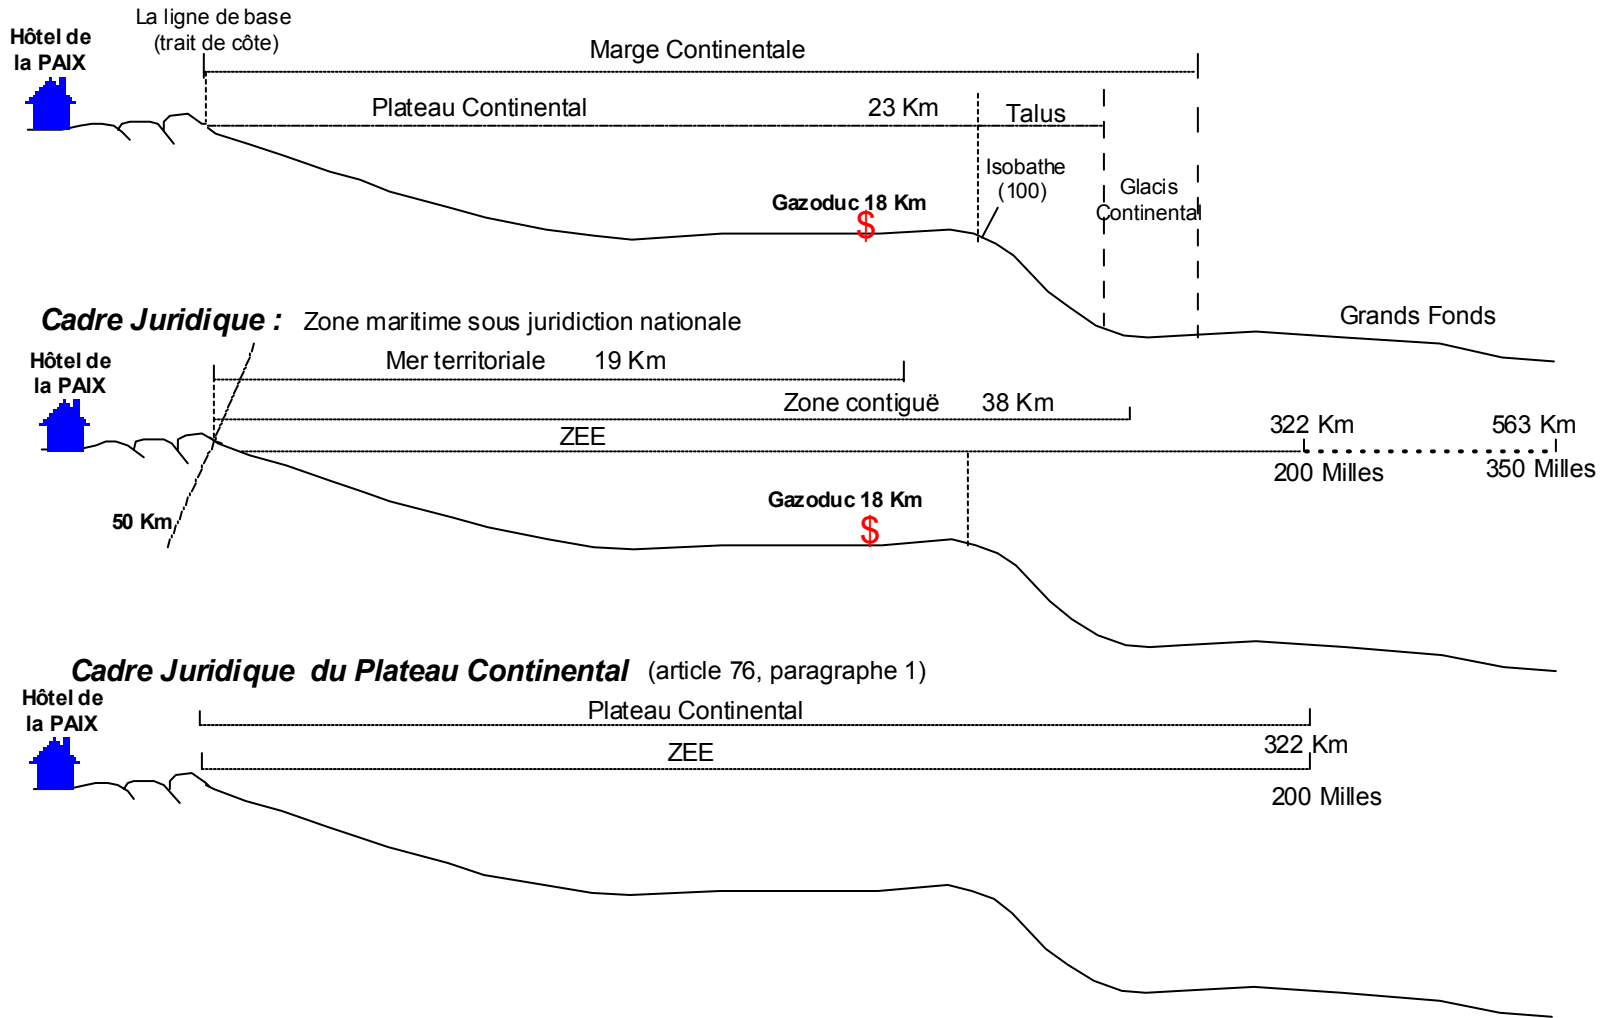 La ligne de base
(trait de côte)
Hôtel de
la PAIX
Marge Continentale
Plateau Continental 23 Km
Talus
Isobathe
(100)
Glacis
Continental
Gazoduc 18 Km
$
Grands Fonds
Cadre Juridique : Zone maritime sous juridiction nationale
Hôtel de
la PAIX
Mer territoriale 19 Km
Zone contiguë 38 Km
ZEE
322 Km
563 Km
200 Milles
350 Milles
Gazoduc 18 Km
$
50 Km
Cadre Juridique du Plateau Continental (article 76, paragraphe 1)
Hôtel de
la PAIX
Plateau Continental
322 Km
ZEE
200 Milles